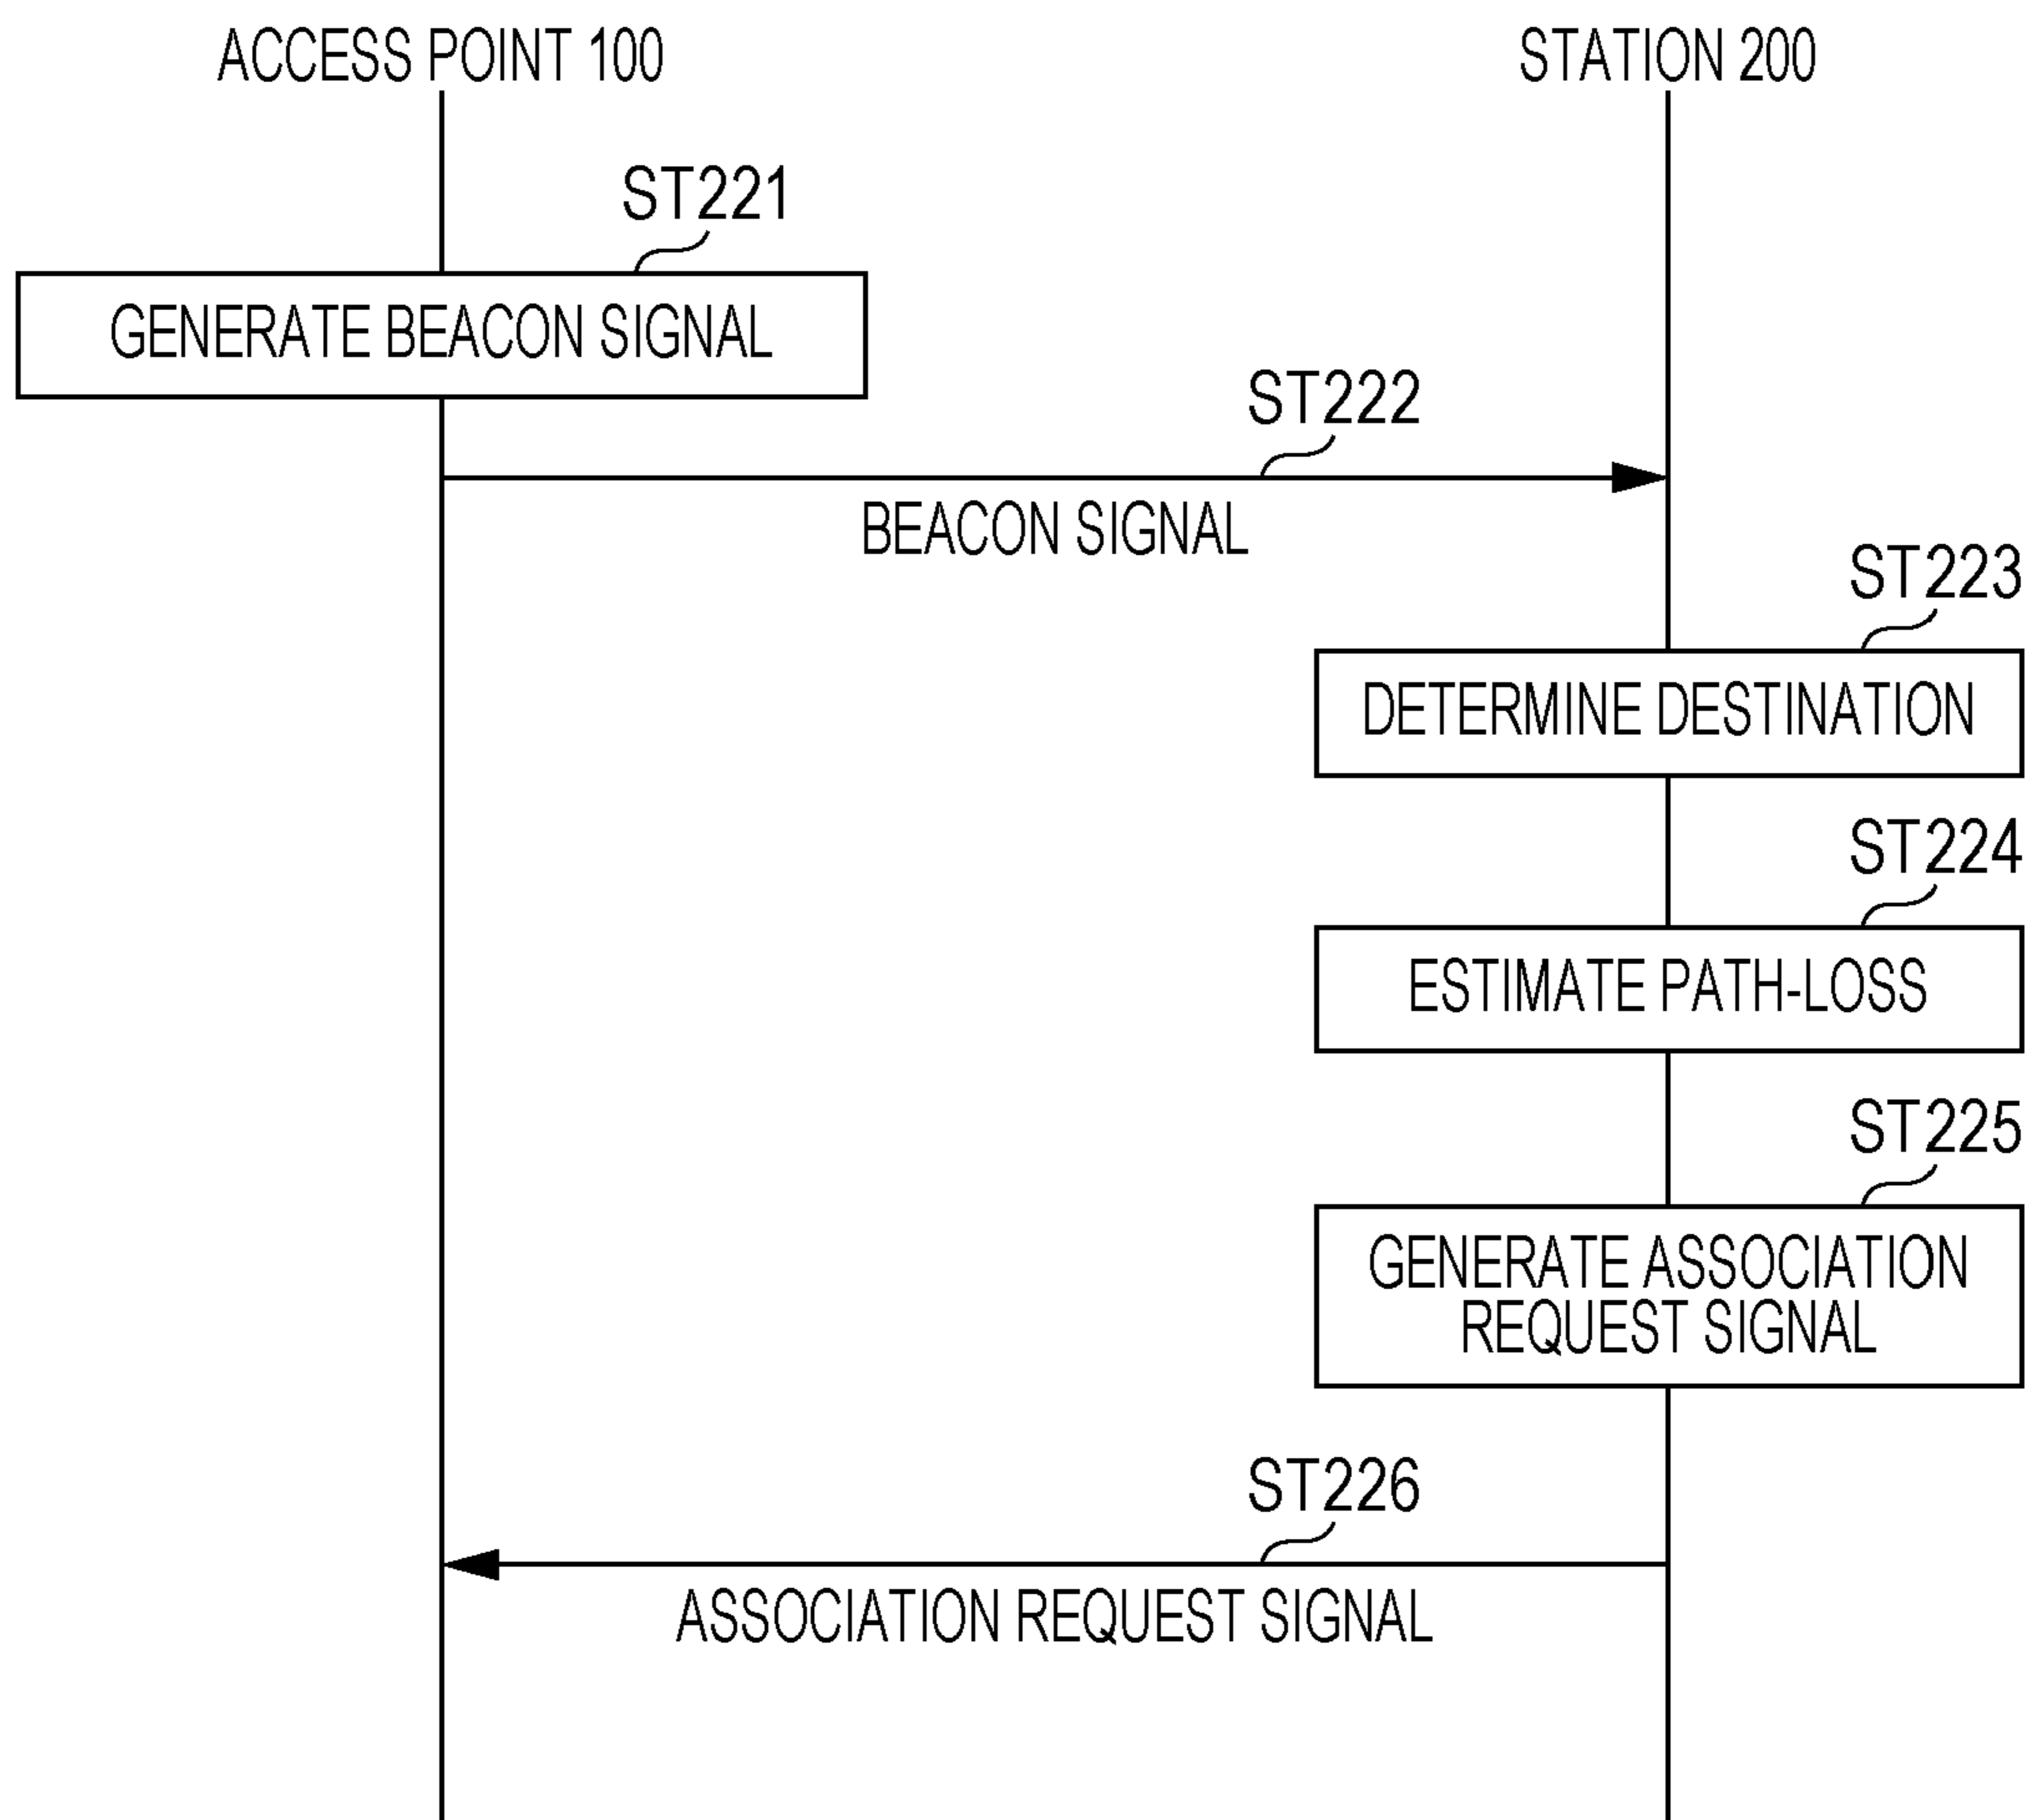 ACCESS POINT 100
STATION 200
ST221
GENERATE BEACON SIGNAL
ST222
BEACON SIGNAL
ST223
DETERMINE DESTINATION
ST224
ESTIMATE PATH-LOSS
ST225
GENERATE ASSOCIATION
REQUEST SIGNAL
ST226
ASSOCIATION REQUEST SIGNAL